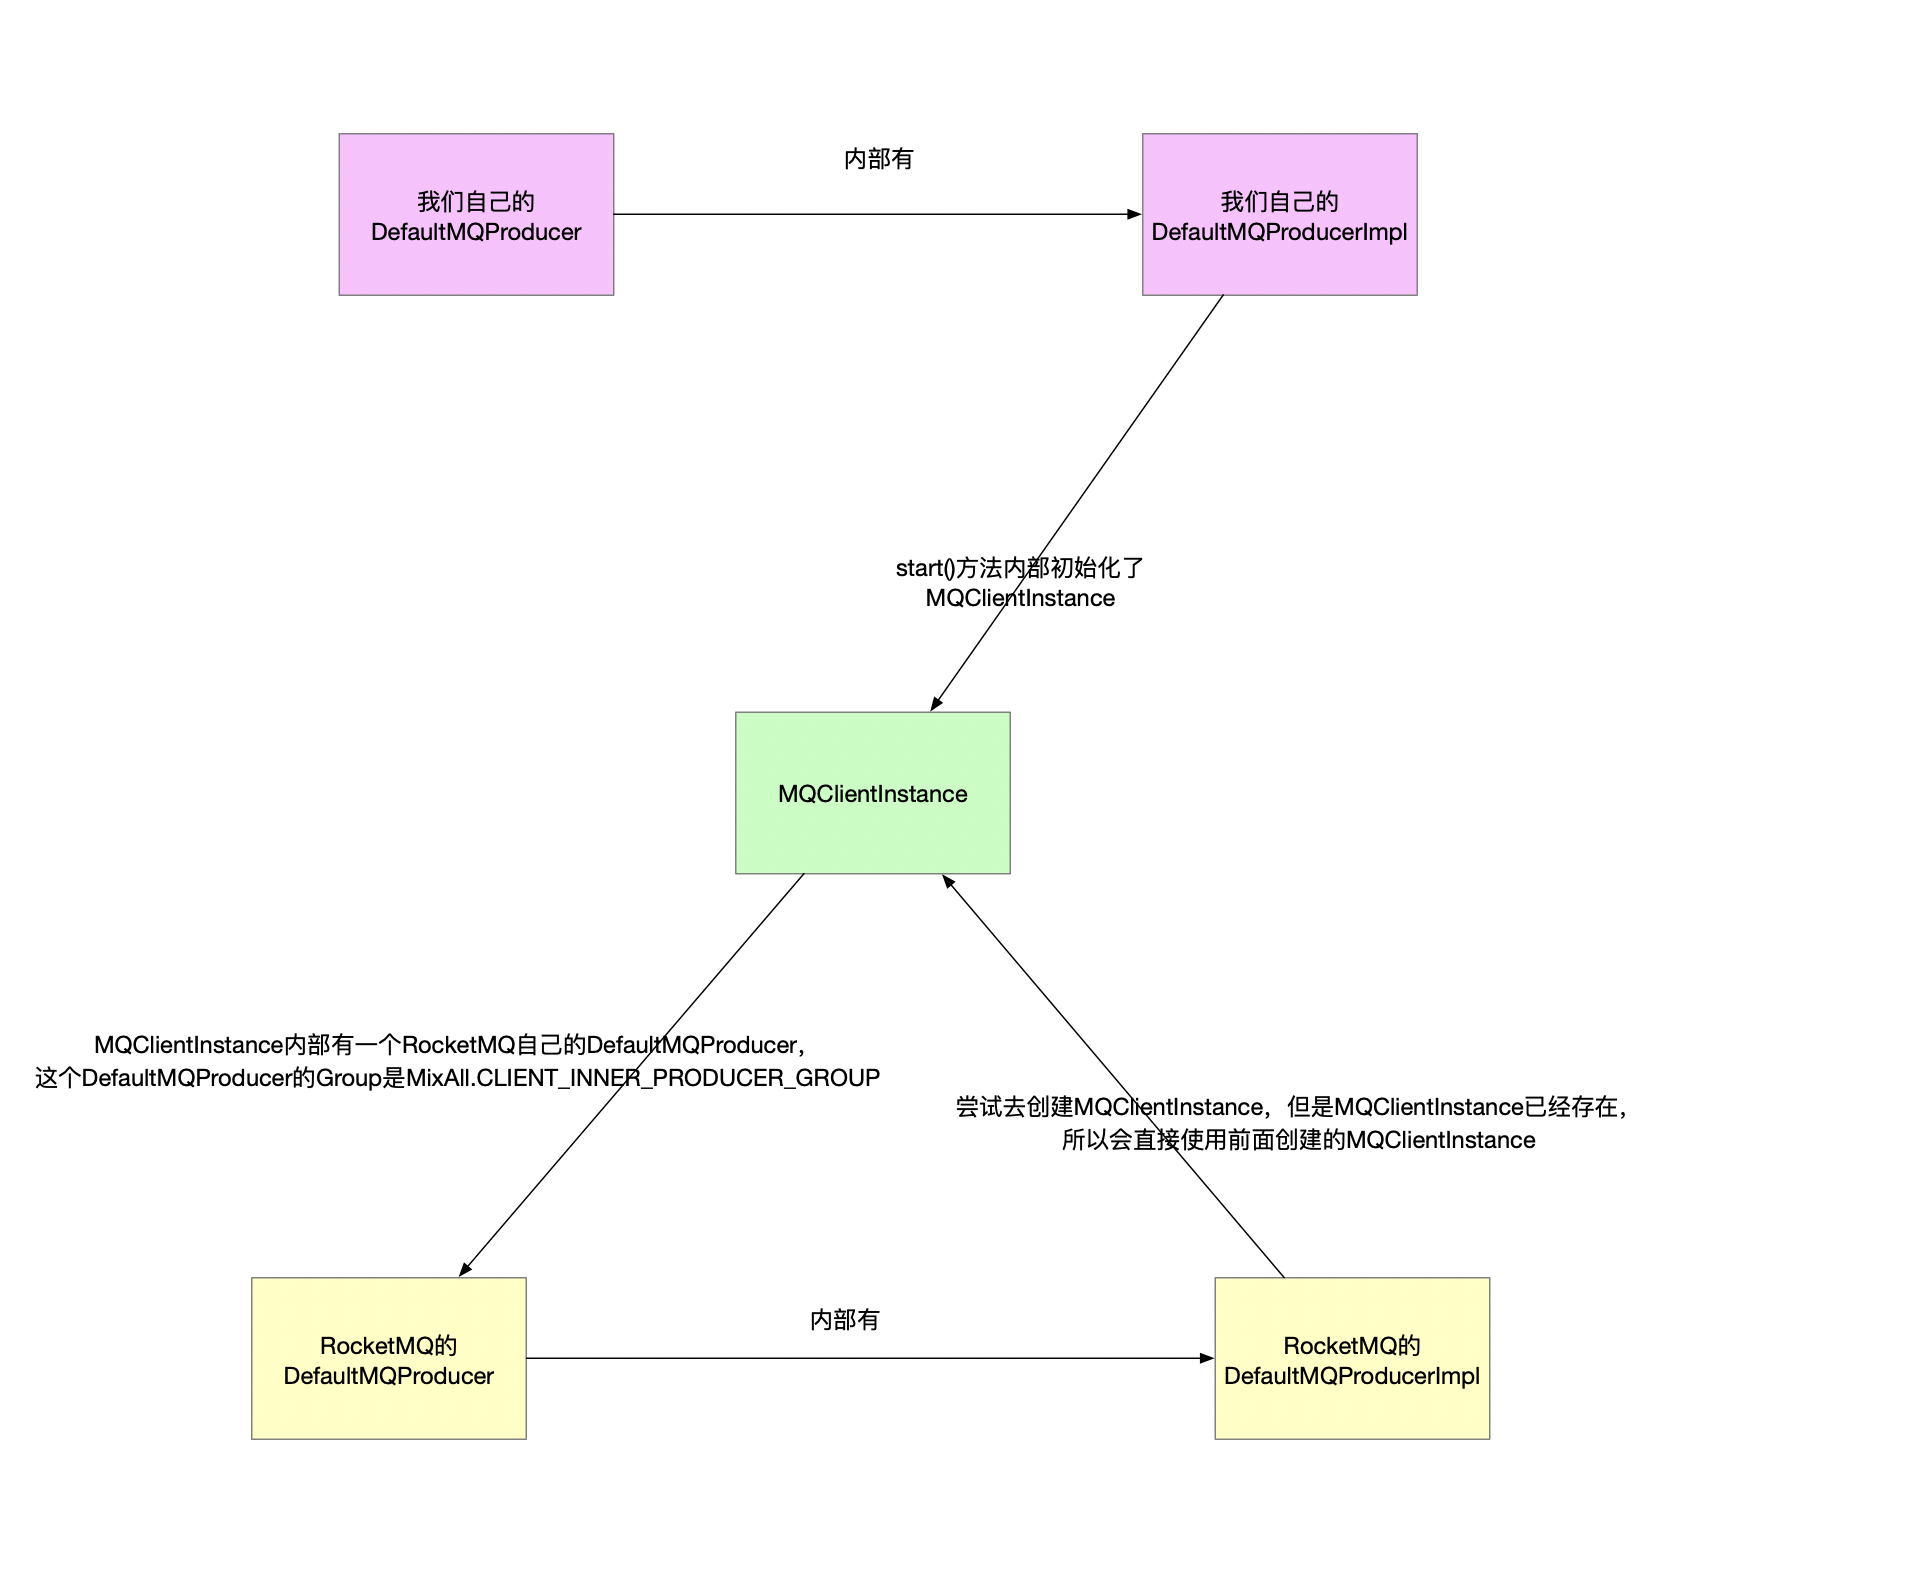 内部有
我们自己的
DefaultMQProducer
我们自己的
DefaultMQProducerImpl
start()方法内部初始化了
MQClientInstance
MQClientInstance
MQClientInstance内部有一个RocketMQ自己的DefaultMQProducer，
这个DefaultMQProducer的Group是MixAll.CLIENT_INNER_PRODUCER_GROUP
尝试去创建MQClientInstance，但是MQClientInstance已经存在，
所以会直接使用前面创建的MQClientInstance
内部有
RocketMQ的
DefaultMQProducer
RocketMQ的
DefaultMQProducerImpl